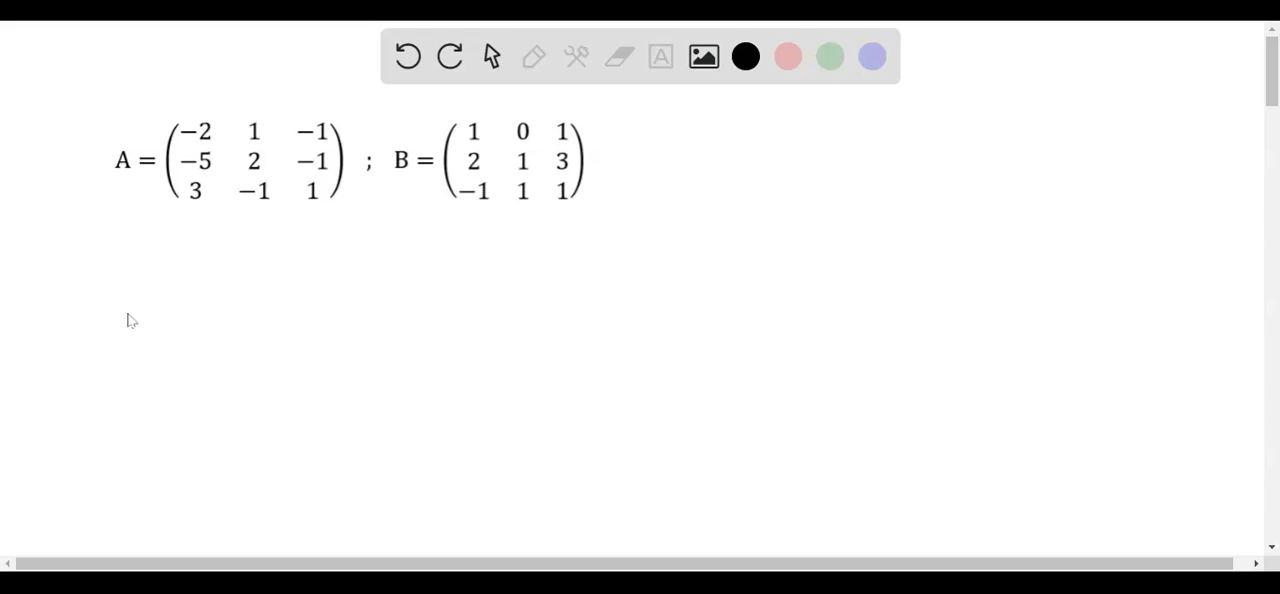 A = (−2 1 −1
−5 2 −1
3 −1 1) ; B = (1 0 1
2 1 3
−1 1 1)